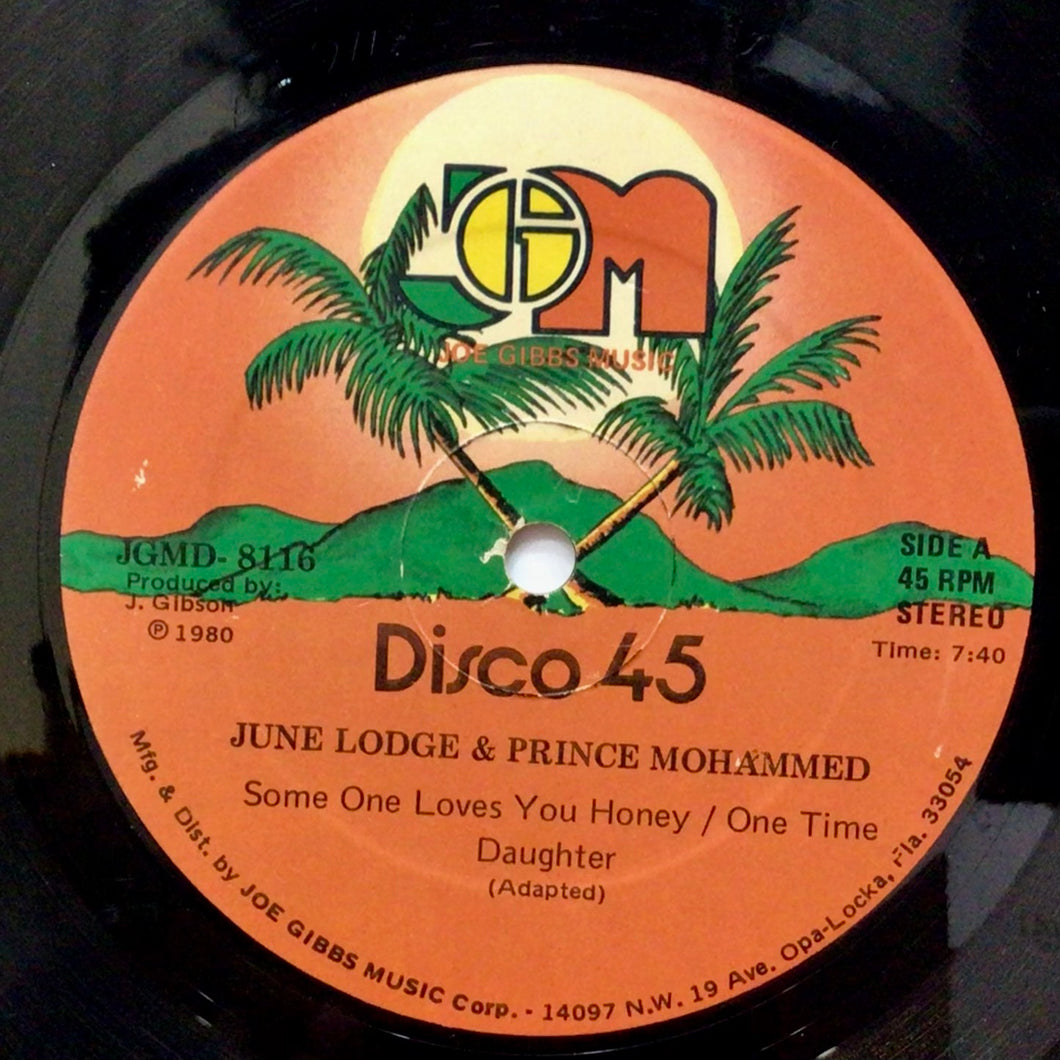 JGM
JOE GIBBS MUSIC
JGMD- 8116
Produced by:
J. Gibson
℗ 1980
SIDE A
45 RPM
STEREO
Time: 7:40
Disco 45
JUNE LODGE & PRINCE MOHAMMED
Some One Loves You Honey / One Time
Daughter
(Adapted)
Mfg. & Dist. by JOE GIBBS MUSIC Corp. - 14097 N.W. 19 Ave. Opa-Locka, Fla. 33054